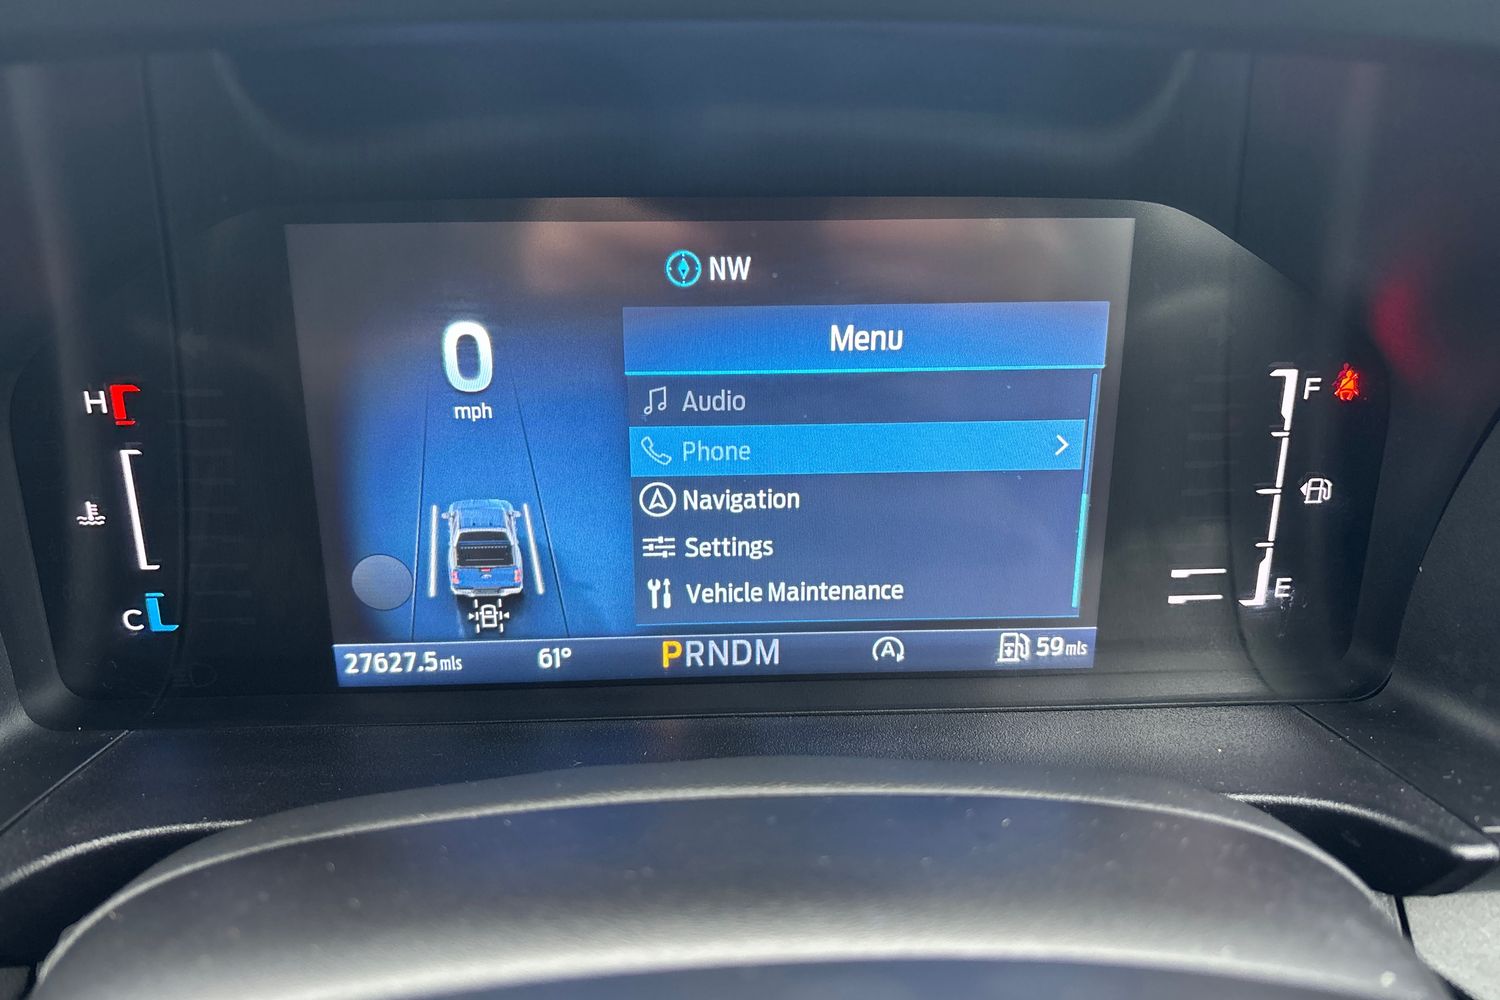 NW
0
mph
Menu
Audio
Phone
Navigation
Settings
Vehicle Maintenance
27627.5mls
61°
PRNDM
A
59mls
H
C
F
E